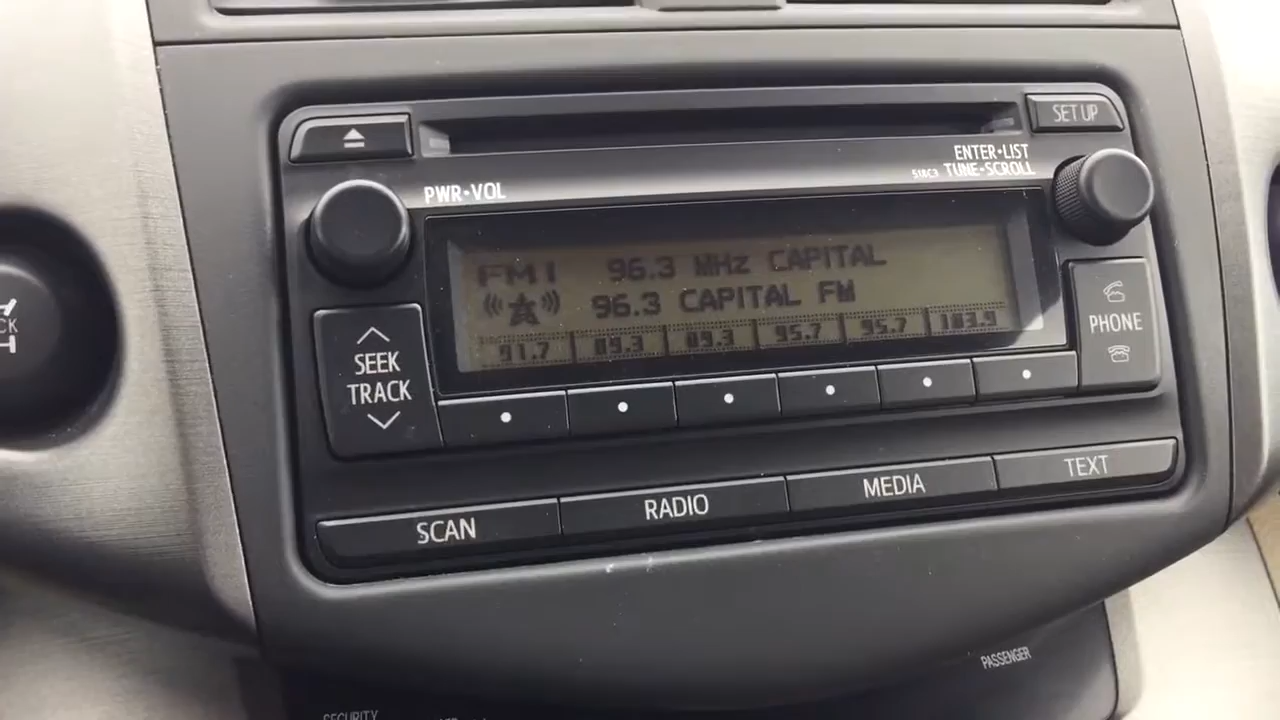 SET UP
ENTER•LIST
518C3 TUNE•SCROLL
PWR•VOL
FM1 96.3 MHz CAPITAL
96.3 CAPITAL FM
91.7 89.3 89.3 95.7 95.7 103.9
SEEK
TRACK
PHONE
SCAN RADIO MEDIA TEXT
PASSENGER
SECURITY